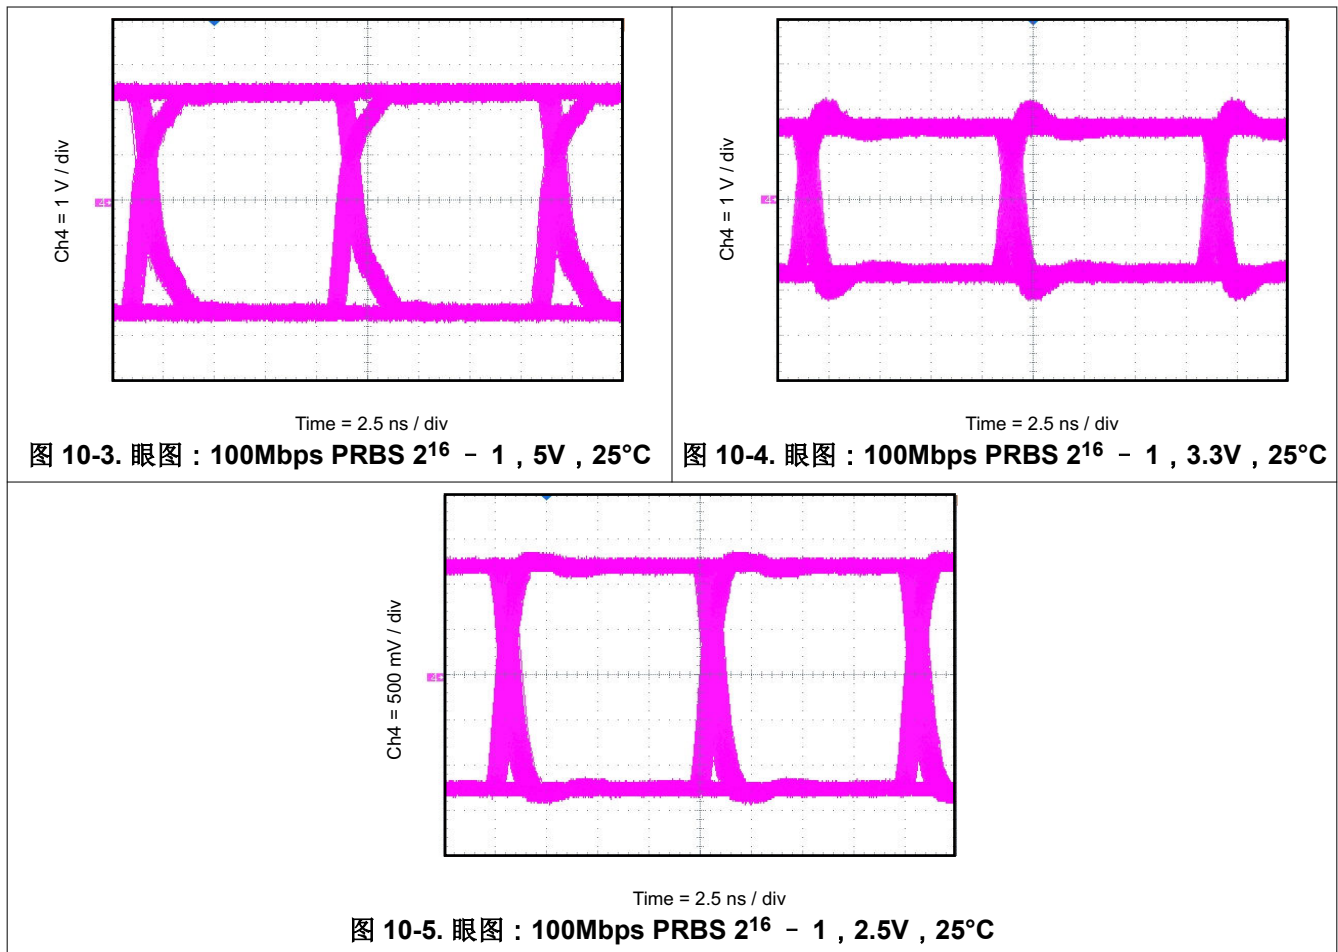 Ch4 = 1 V / div
Time = 2.5 ns / div
图 10-3. 眼图：100Mbps PRBS 2¹⁶ – 1，5V，25°C
Ch4 = 1 V / div
Time = 2.5 ns / div
图 10-4. 眼图：100Mbps PRBS 2¹⁶ – 1，3.3V，25°C
Ch4 = 500 mV / div
Time = 2.5 ns / div
图 10-5. 眼图：100Mbps PRBS 2¹⁶ – 1，2.5V，25°C